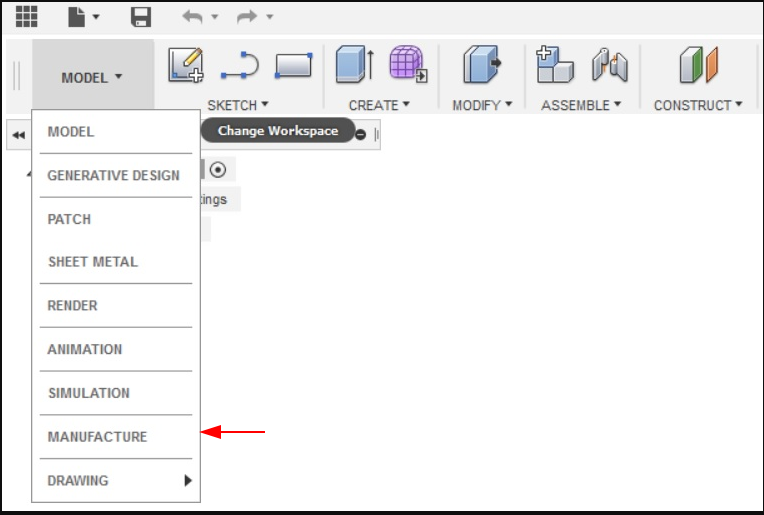 MODEL
SKETCH
CREATE
MODIFY
ASSEMBLE
CONSTRUCT
MODEL
Change Workspace
GENERATIVE DESIGN
tings
PATCH
SHEET METAL
RENDER
ANIMATION
SIMULATION
MANUFACTURE
DRAWING